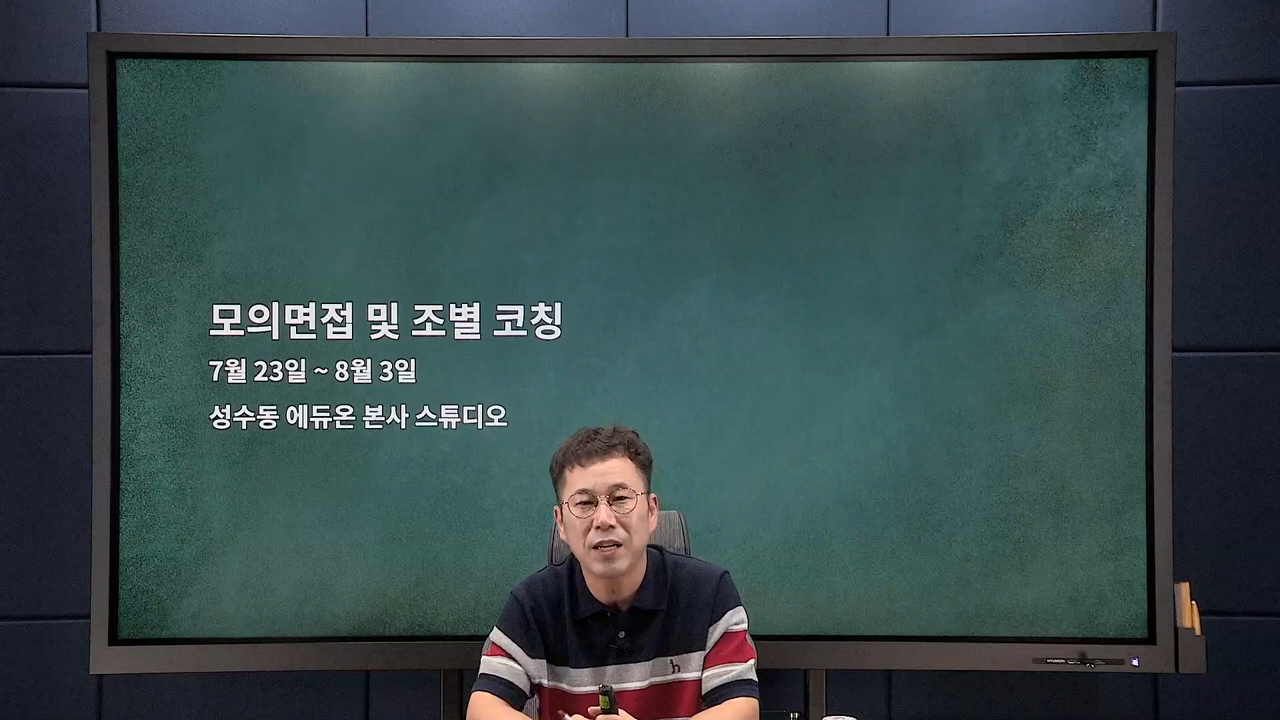 모의면접 및 조별 코칭
7월 23일 ~ 8월 3일
성수동 에듀온 본사 스튜디오
HYUNDAI
h